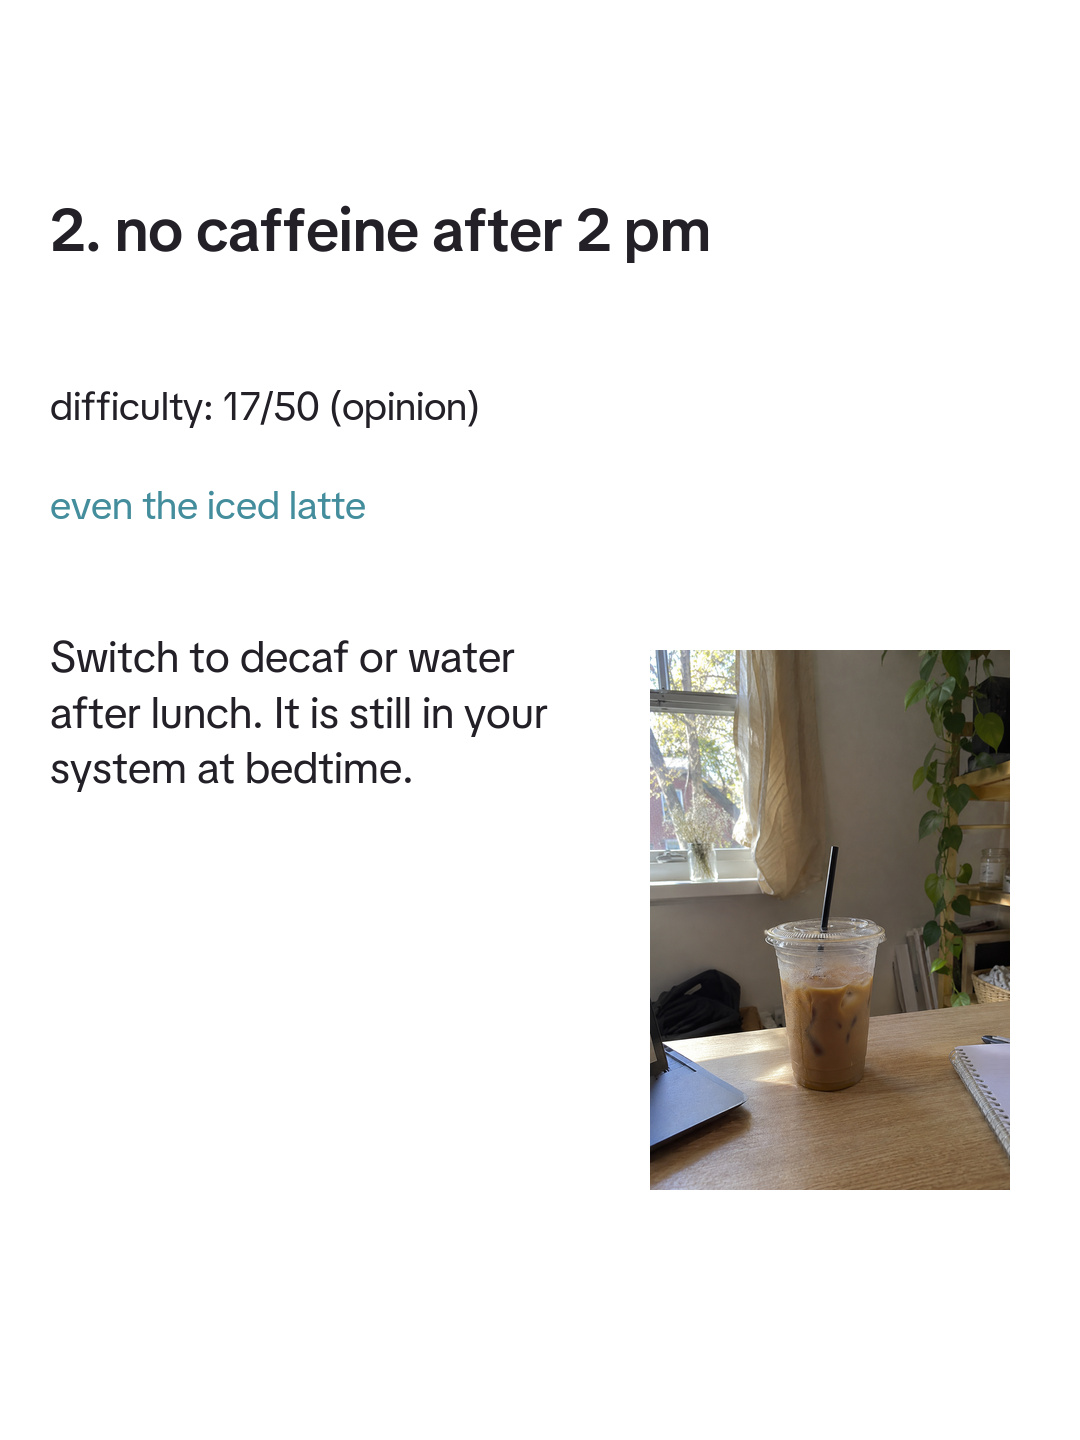 2. no caffeine after 2 pm
difficulty: 17/50 (opinion)
even the iced latte
Switch to decaf or water
after lunch. It is still in your
system at bedtime.